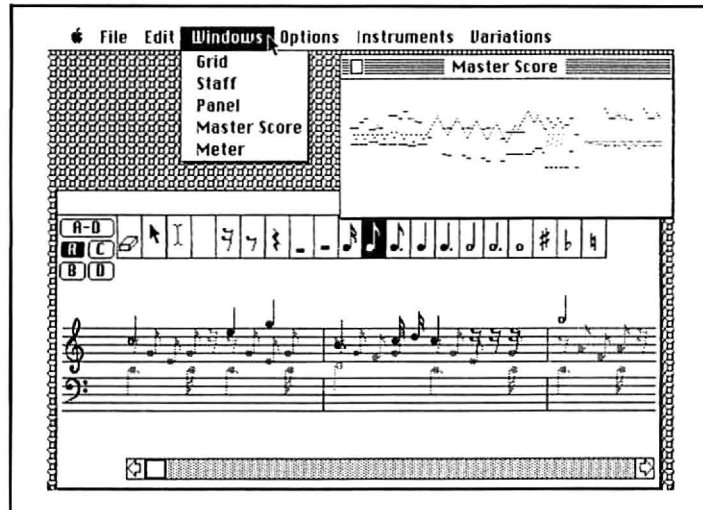 File Edit Windows Options Instruments Variations
Grid
Staff
Panel
Master Score
Meter
Master Score
A-D
A C
B D